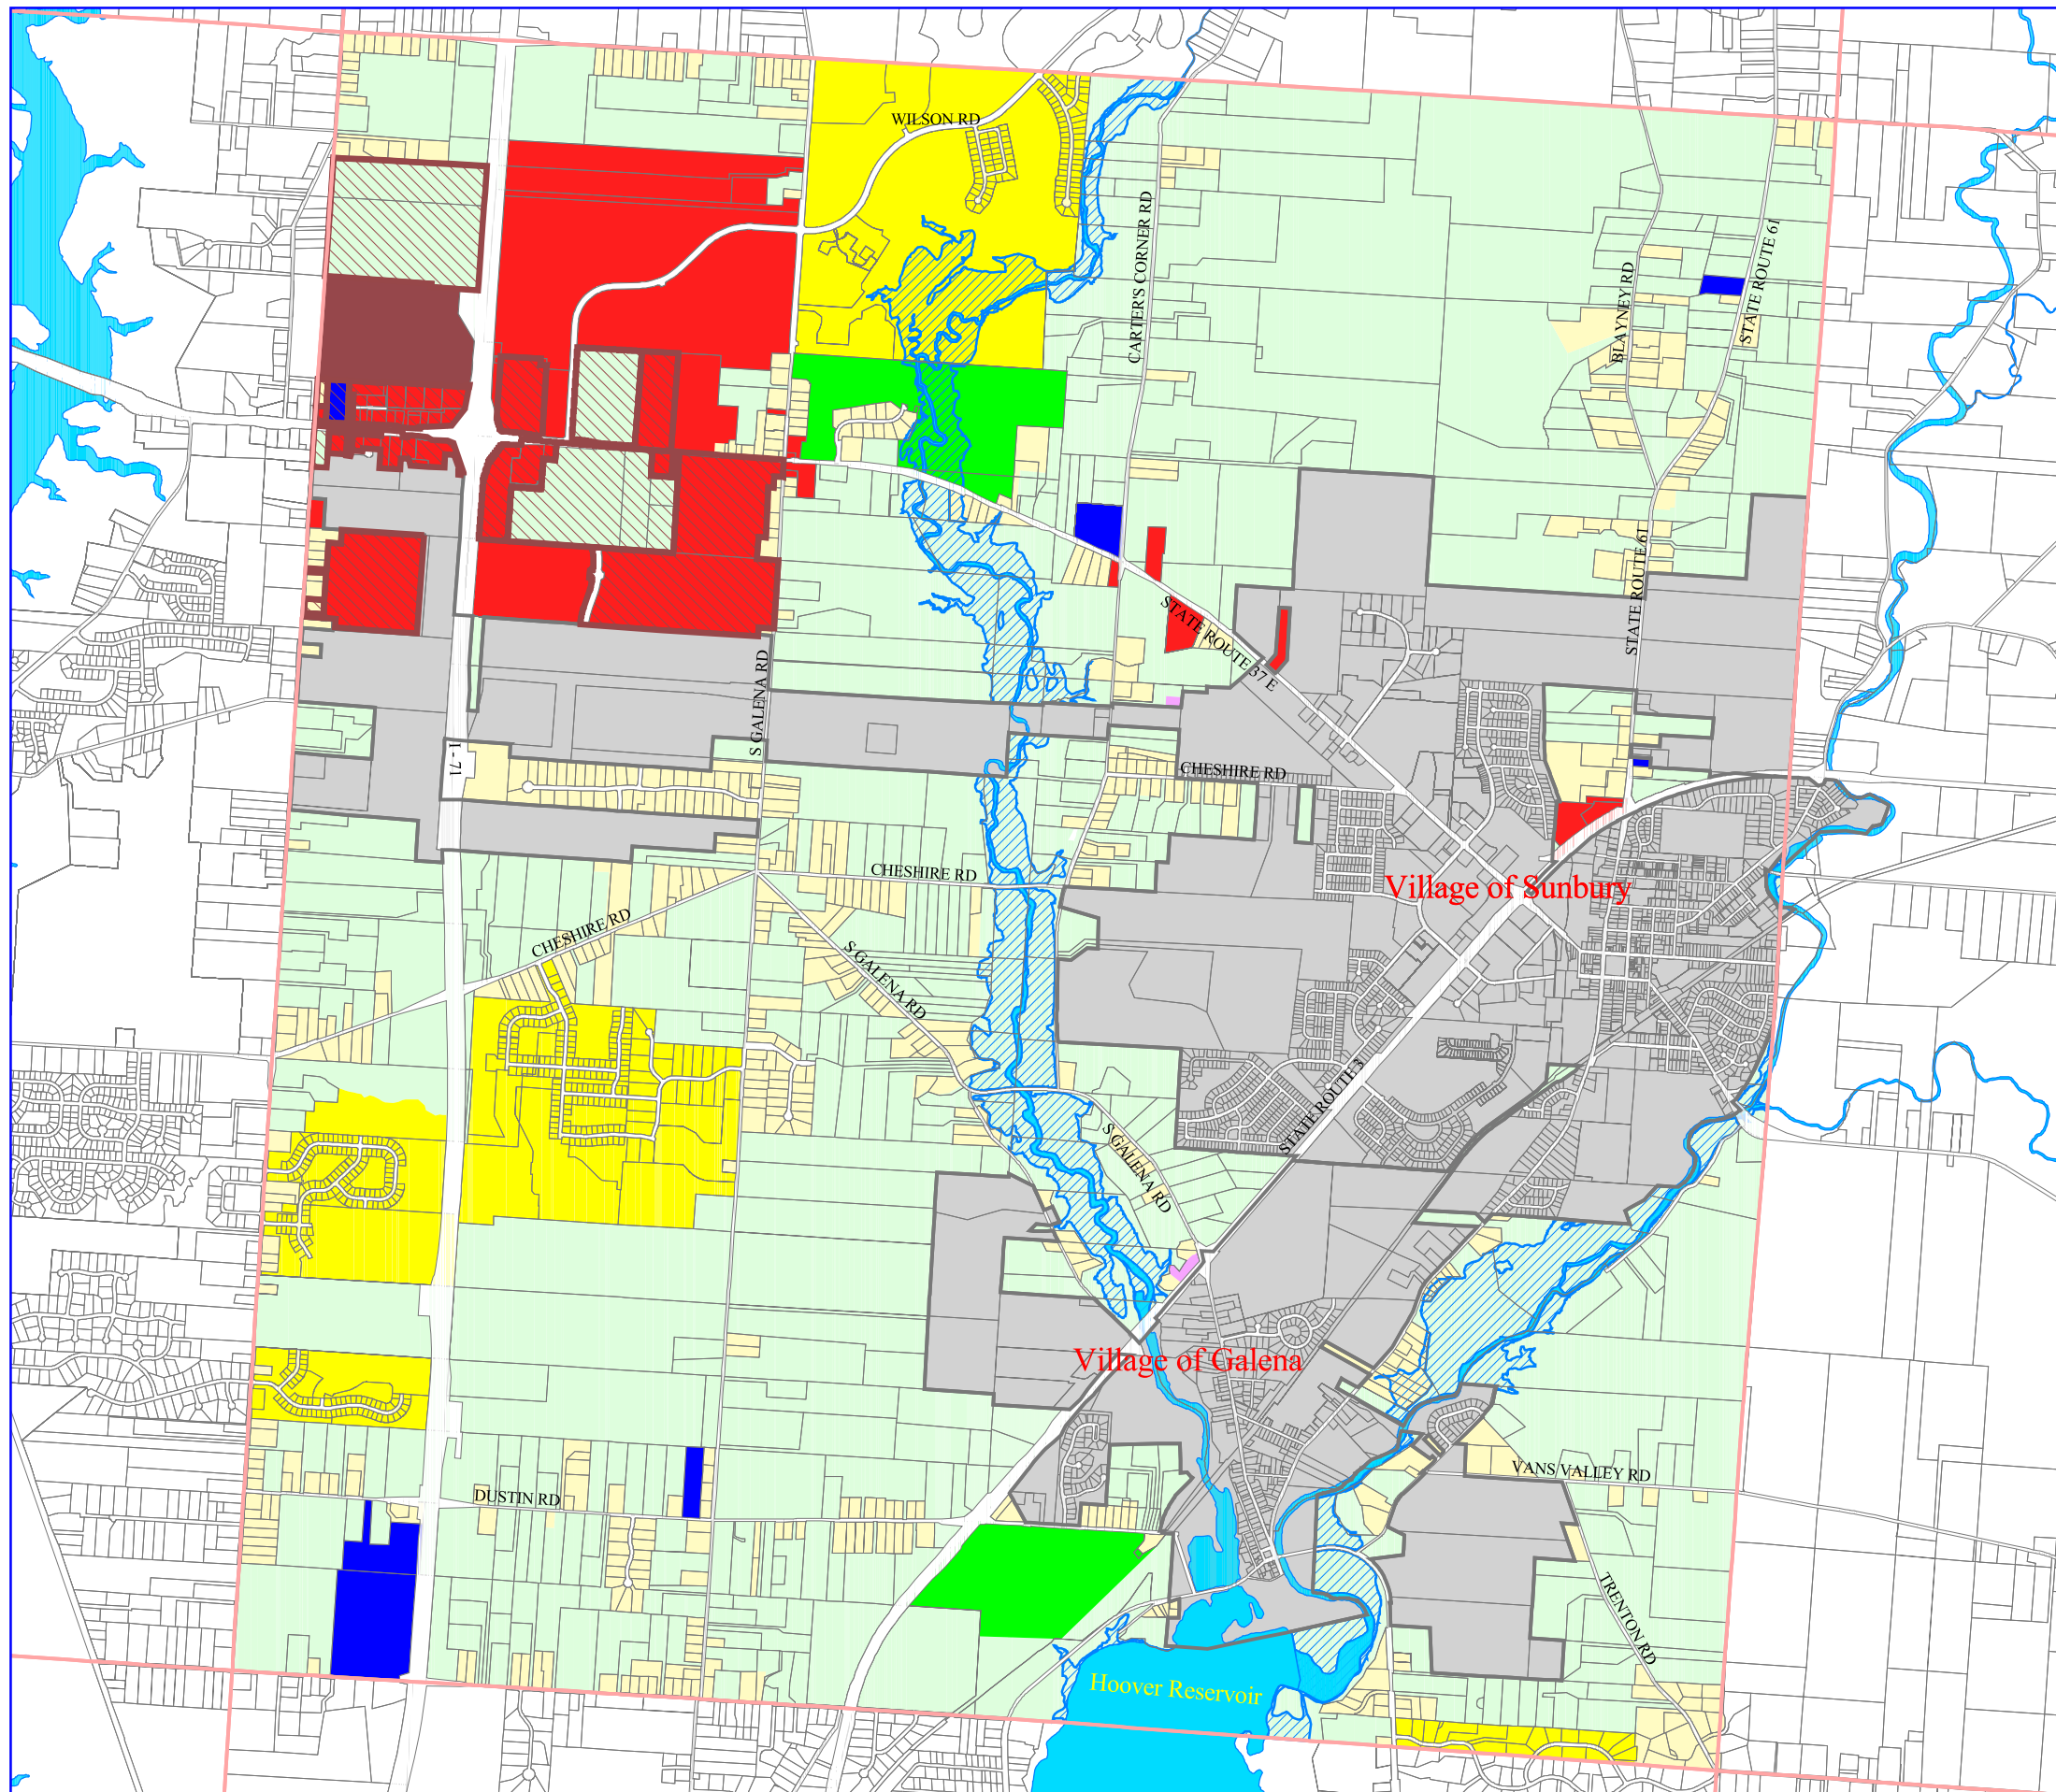 WILSON RD
CARTER'S CORNER RD
STATE ROUTE 61
BLAYNEY RD
STATE ROUTE 61
STATE ROUTE 37 E
S GALENA RD
I - 71
CHESHIRE RD
CHESHIRE RD
Village of Sunbury
CHESHIRE RD
S GALENA RD
STATE ROUTE 3
S GALENA RD
Village of Galena
VANS VALLEY RD
DUSTIN RD
TRENTON RD
Hoover Reservoir